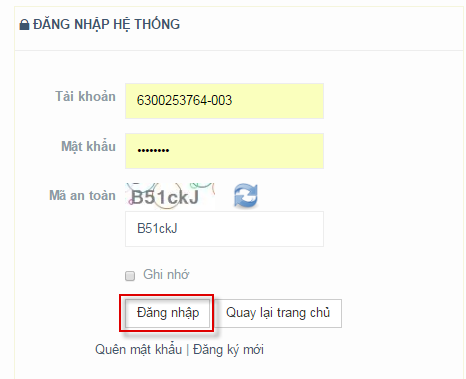 ĐĂNG NHẬP HỆ THỐNG
Tài khoản 6300253764-003
Mật khẩu ••••••••
Mã an toàn B51ckJ
B51ckJ
Ghi nhớ
Đăng nhập Quay lại trang chủ
Quên mật khẩu | Đăng ký mới